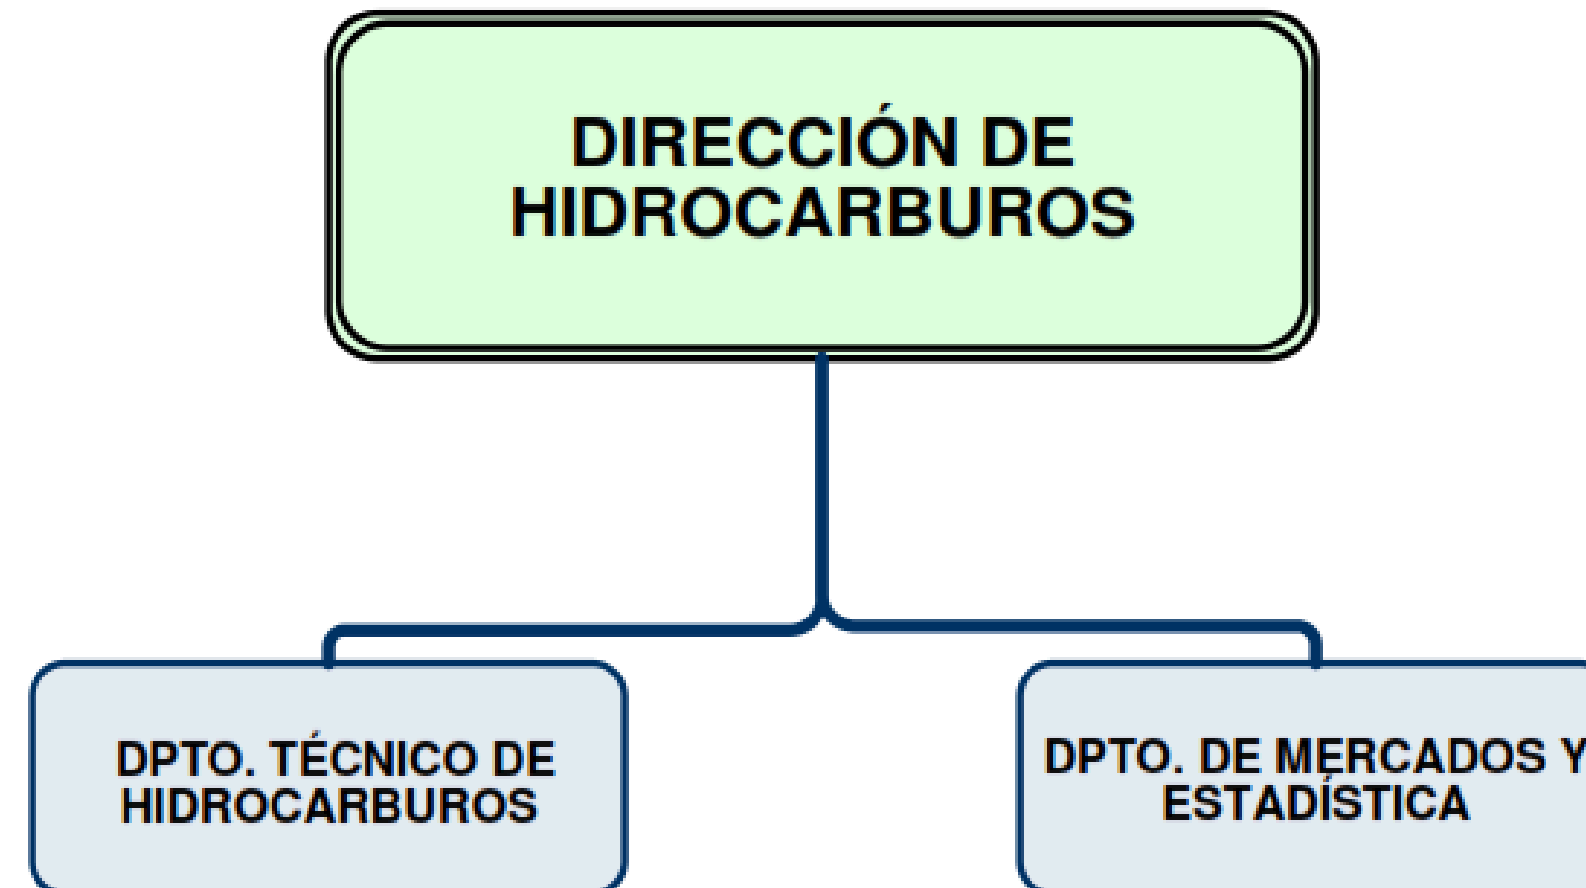 DIRECCIÓN DE
HIDROCARBUROS
DPTO. TÉCNICO DE
HIDROCARBUROS
DPTO. DE MERCADOS Y
ESTADÍSTICA